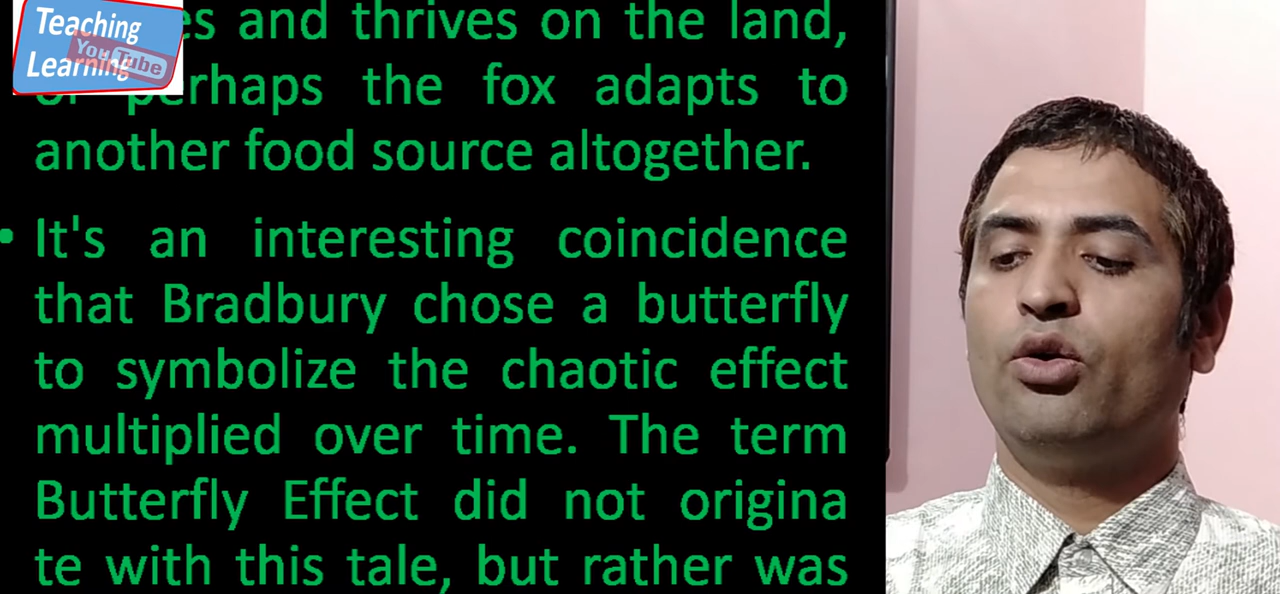 Teaching
Learning
YouTube
es and thrives on the land,
or perhaps the fox adapts to
another food source altogether.
• It's an interesting coincidence
that Bradbury chose a butterfly
to symbolize the chaotic effect
multiplied over time. The term
Butterfly Effect did not origina
te with this tale, but rather was